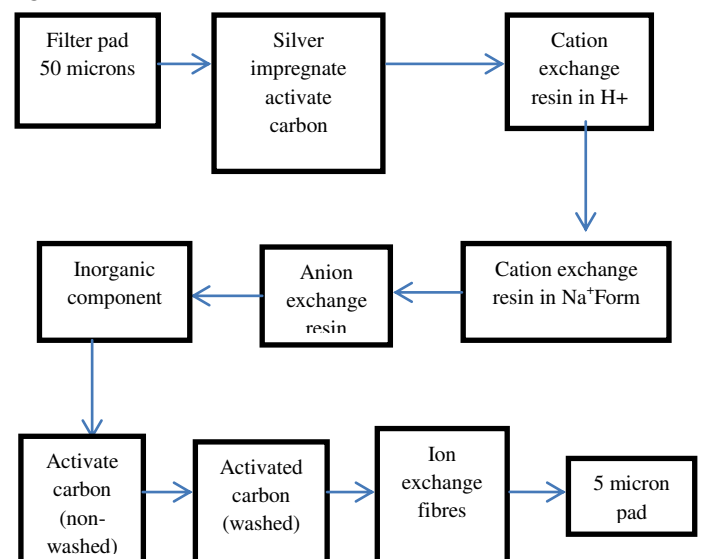 Filter pad
50 microns
Silver
impregnate
activate
carbon
Cation
exchange
resin in H+
Cation exchange
resin in Na⁺Form
Anion
exchange
resin
Inorganic
component
Activate
carbon
(non-
washed)
Activated
carbon
(washed)
Ion
exchange
fibres
5 micron
pad